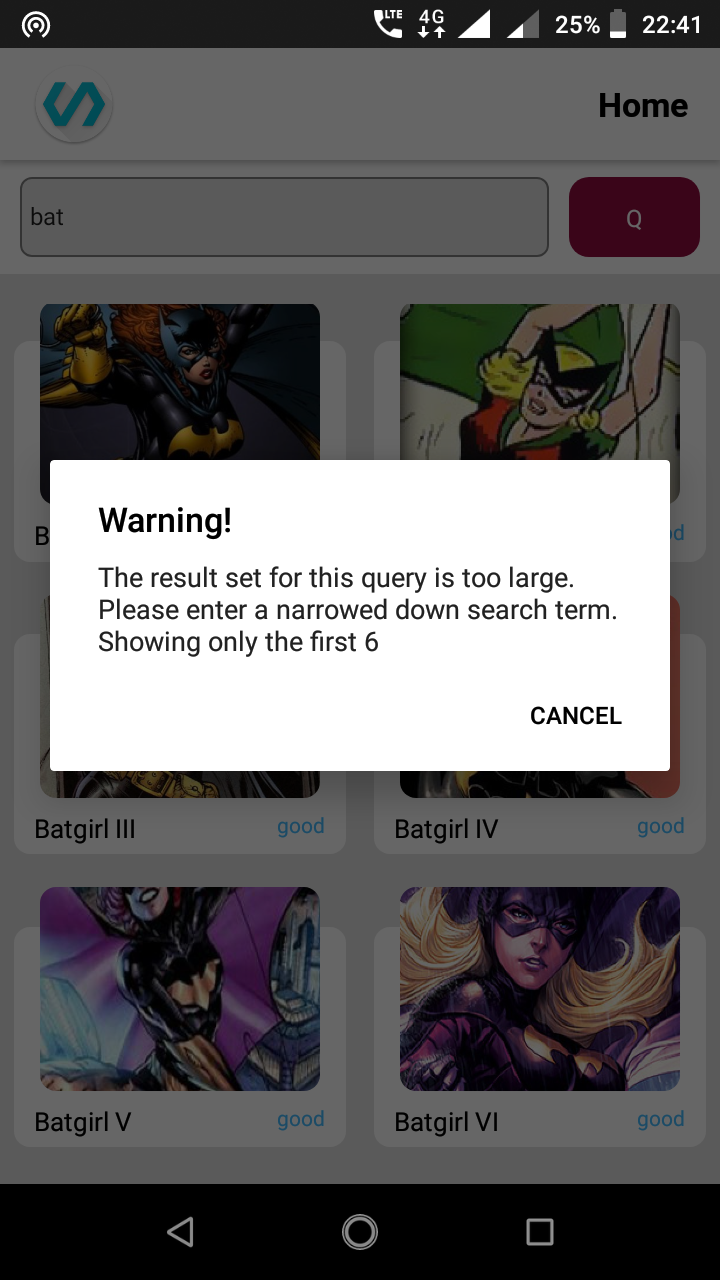 LTE 4G 25% 22:41
Home
bat
Q
Warning!
The result set for this query is too large.
Please enter a narrowed down search term.
Showing only the first 6
CANCEL
Batgirl III good
Batgirl IV good
Batgirl V good
Batgirl VI good